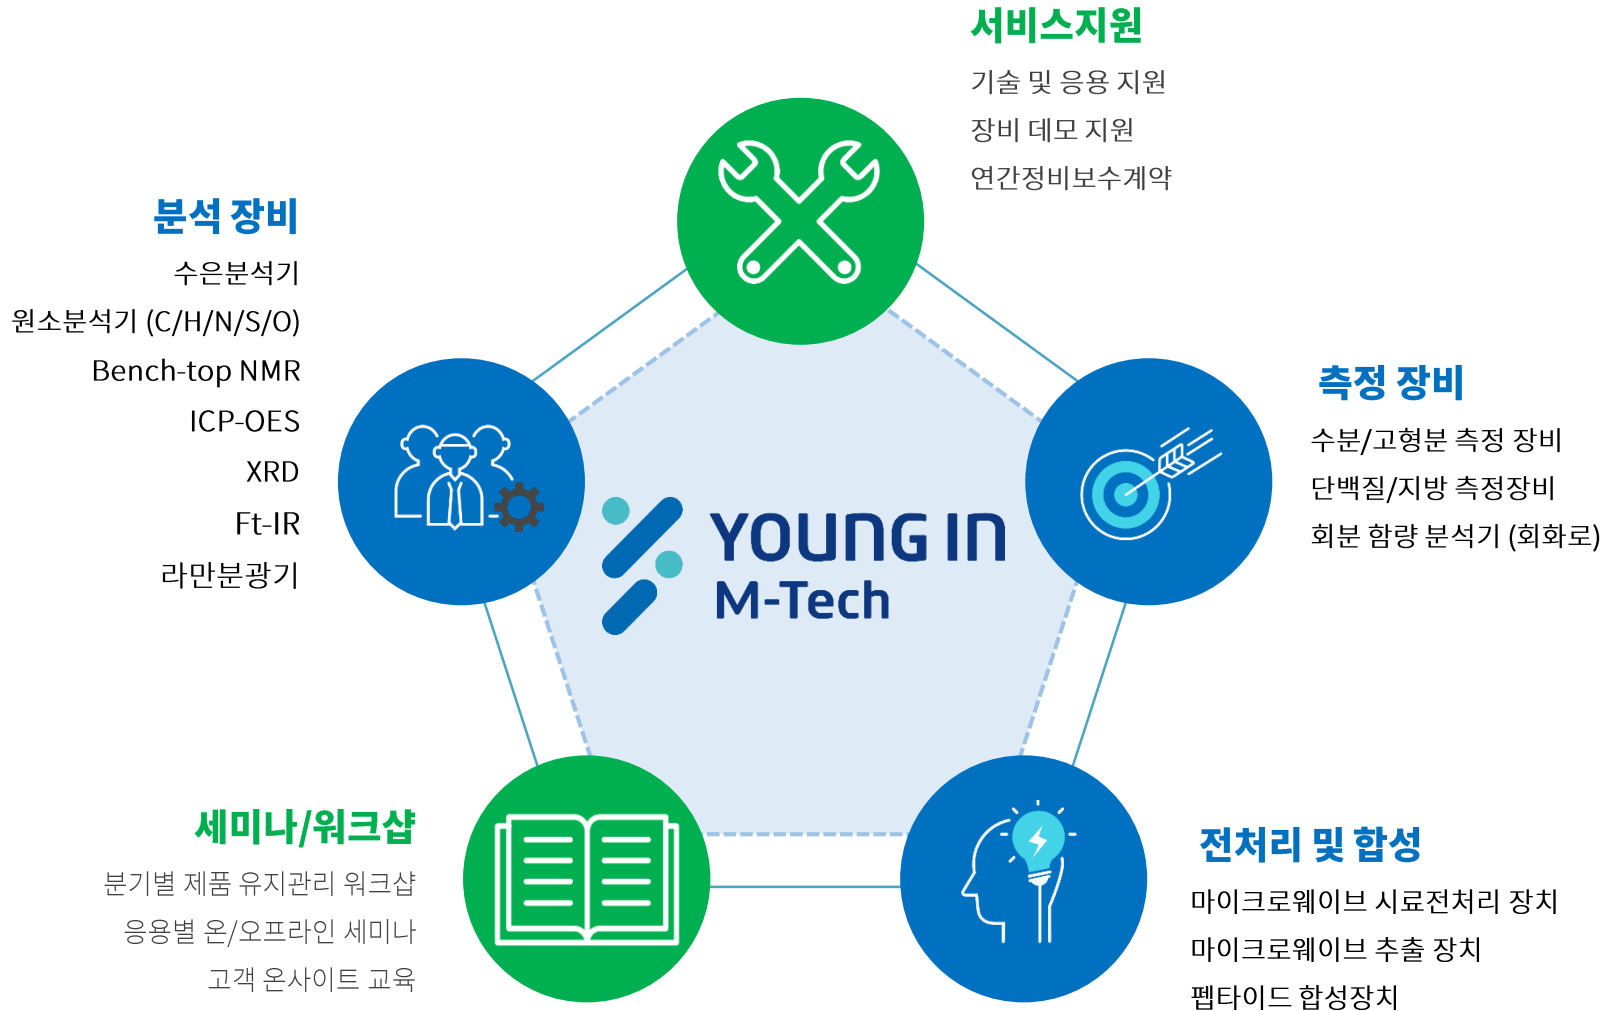 서비스지원
기술 및 응용 지원
장비 데모 지원
연간정비보수계약
분석 장비
수은분석기
원소분석기 (C/H/N/S/O)
Bench-top NMR
ICP-OES
XRD
Ft-IR
라만분광기
측정 장비
수분/고형분 측정 장비
단백질/지방 측정장비
회분 함량 분석기 (회화로)
YOUNG IN
M-Tech
세미나/워크샵
분기별 제품 유지관리 워크샵
응용별 온/오프라인 세미나
고객 온사이트 교육
전처리 및 합성
마이크로웨이브 시료전처리 장치
마이크로웨이브 추출 장치
펩타이드 합성장치